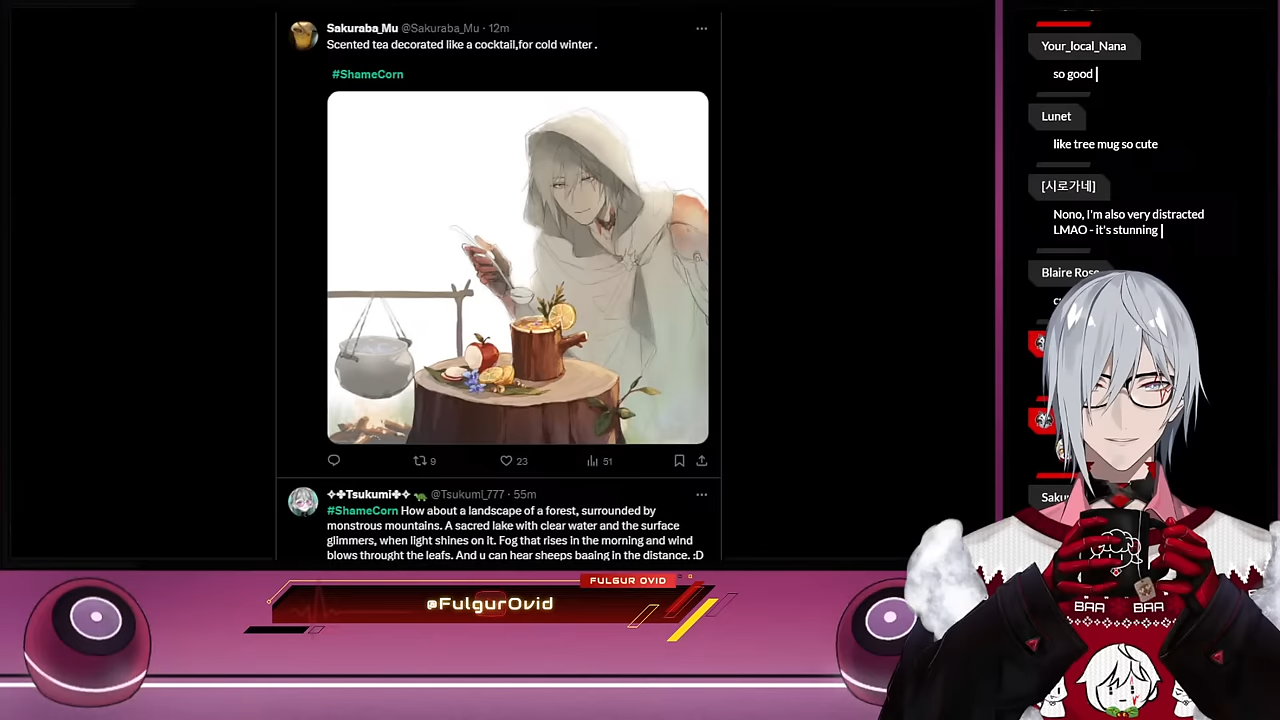 Sakuraba_Mu @Sakuraba_Mu · 12m
Scented tea decorated like a cocktail,for cold winter .
#ShameCorn
9
23
51
✧✤Tsukumi✤✧ 🐢 @Tsukumi_777 · 55m
#ShameCorn How about a landscape of a forest, surrounded by
monstrous mountains. A sacred lake with clear water and the surface
glimmers, when light shines on it. Fog that rises in the morning and wind
blows throught the leafs. And u can hear sheeps baaing in the distance. :D
FULGUR OVID
@FulgurOvid
Your_local_Nana
so good
Lunet
like tree mug so cute
[시로가네]
Nono, I'm also very distracted
LMAO - it's stunning
Blaire Rose
Saku
BAA BAA